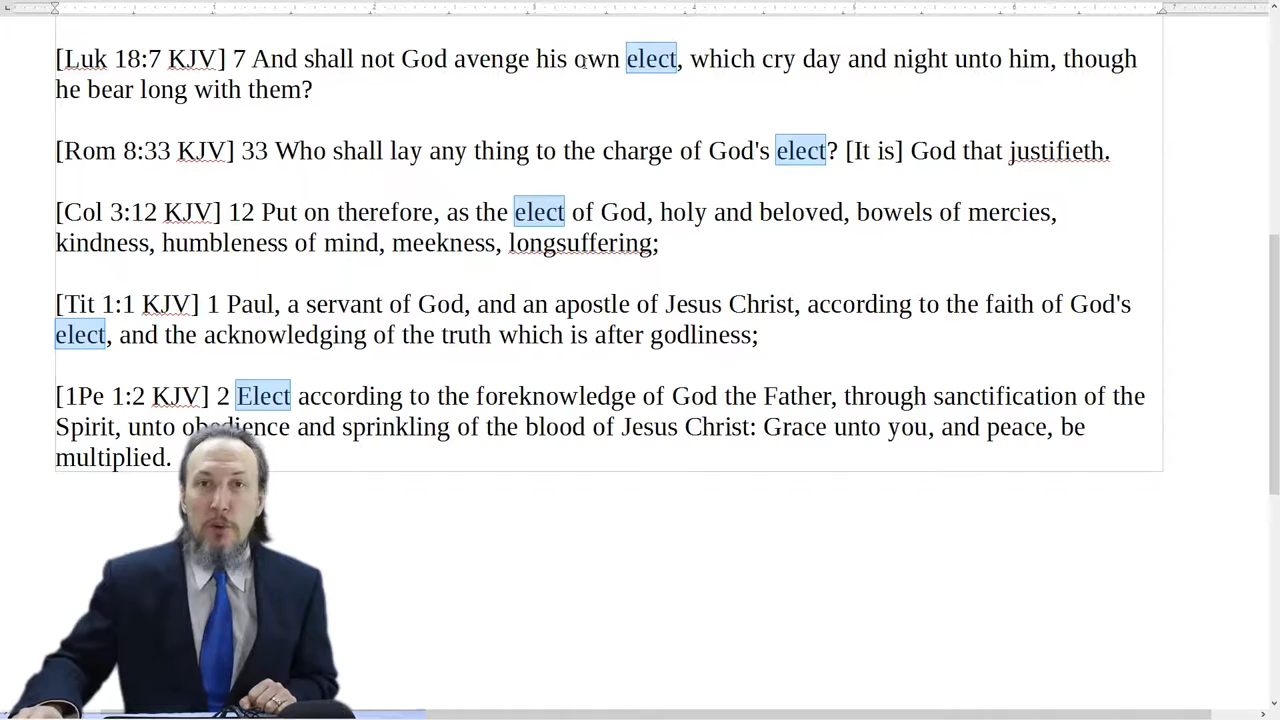 [Luk 18:7 KJV] 7 And shall not God avenge his own elect, which cry day and night unto him, though
he bear long with them?
[Rom 8:33 KJV] 33 Who shall lay any thing to the charge of God's elect? [It is] God that justifieth.
[Col 3:12 KJV] 12 Put on therefore, as the elect of God, holy and beloved, bowels of mercies,
kindness, humbleness of mind, meekness, longsuffering;
[Tit 1:1 KJV] 1 Paul, a servant of God, and an apostle of Jesus Christ, according to the faith of God's
elect, and the acknowledging of the truth which is after godliness;
[1Pe 1:2 KJV] 2 Elect according to the foreknowledge of God the Father, through sanctification of the
Spirit, unto obedience and sprinkling of the blood of Jesus Christ: Grace unto you, and peace, be
multiplied.